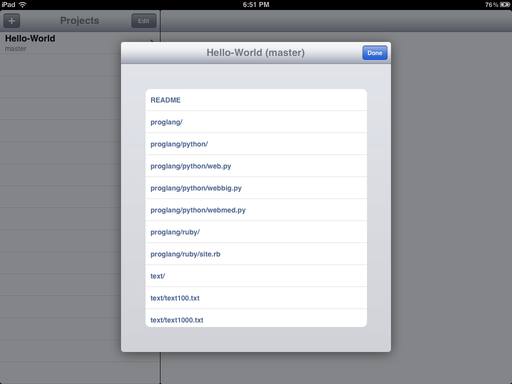 iPad
6:51 PM
76%
+
Projects
Edit
Hello-World
master
Hello-World (master)
Done
README
proglang/
proglang/python/
proglang/python/web.py
proglang/python/webbig.py
proglang/python/webmed.py
proglang/ruby/
proglang/ruby/site.rb
text/
text/text100.txt
text/text1000.txt